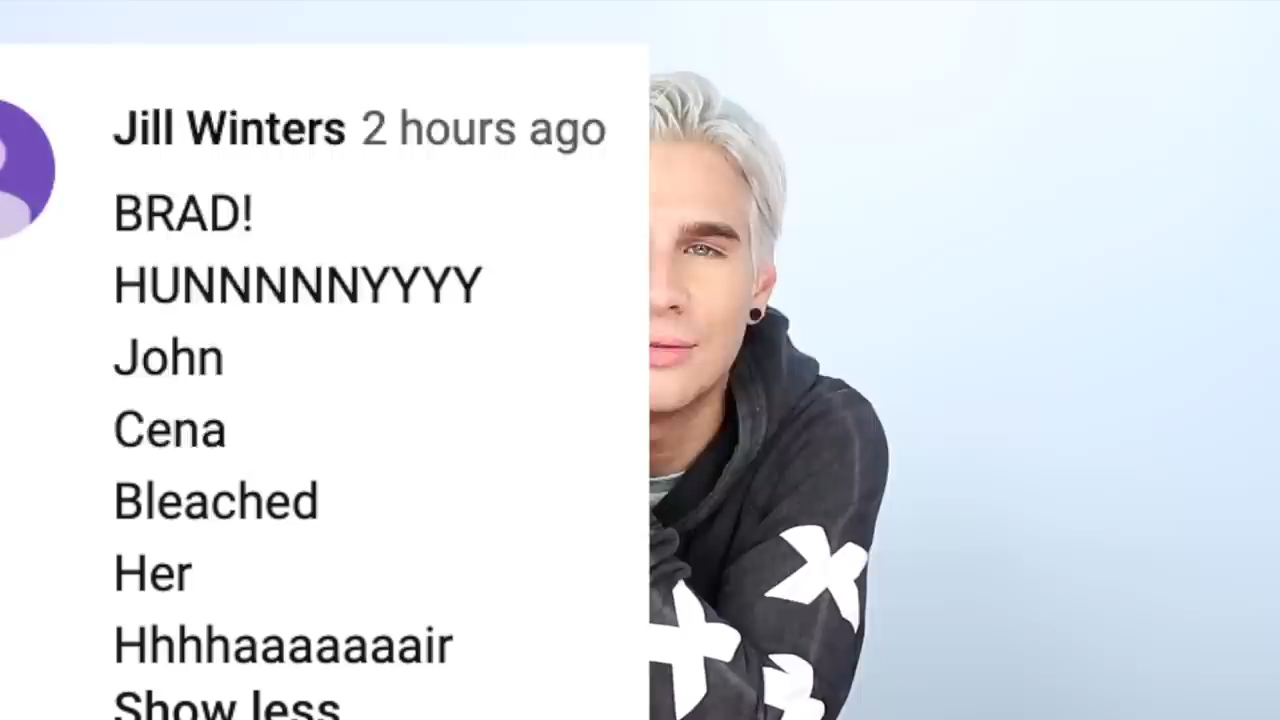 Jill Winters 2 hours ago
BRAD!
HUNNNNNYYYY
John
Cena
Bleached
Her
Hhhhaaaaaaair
Show less